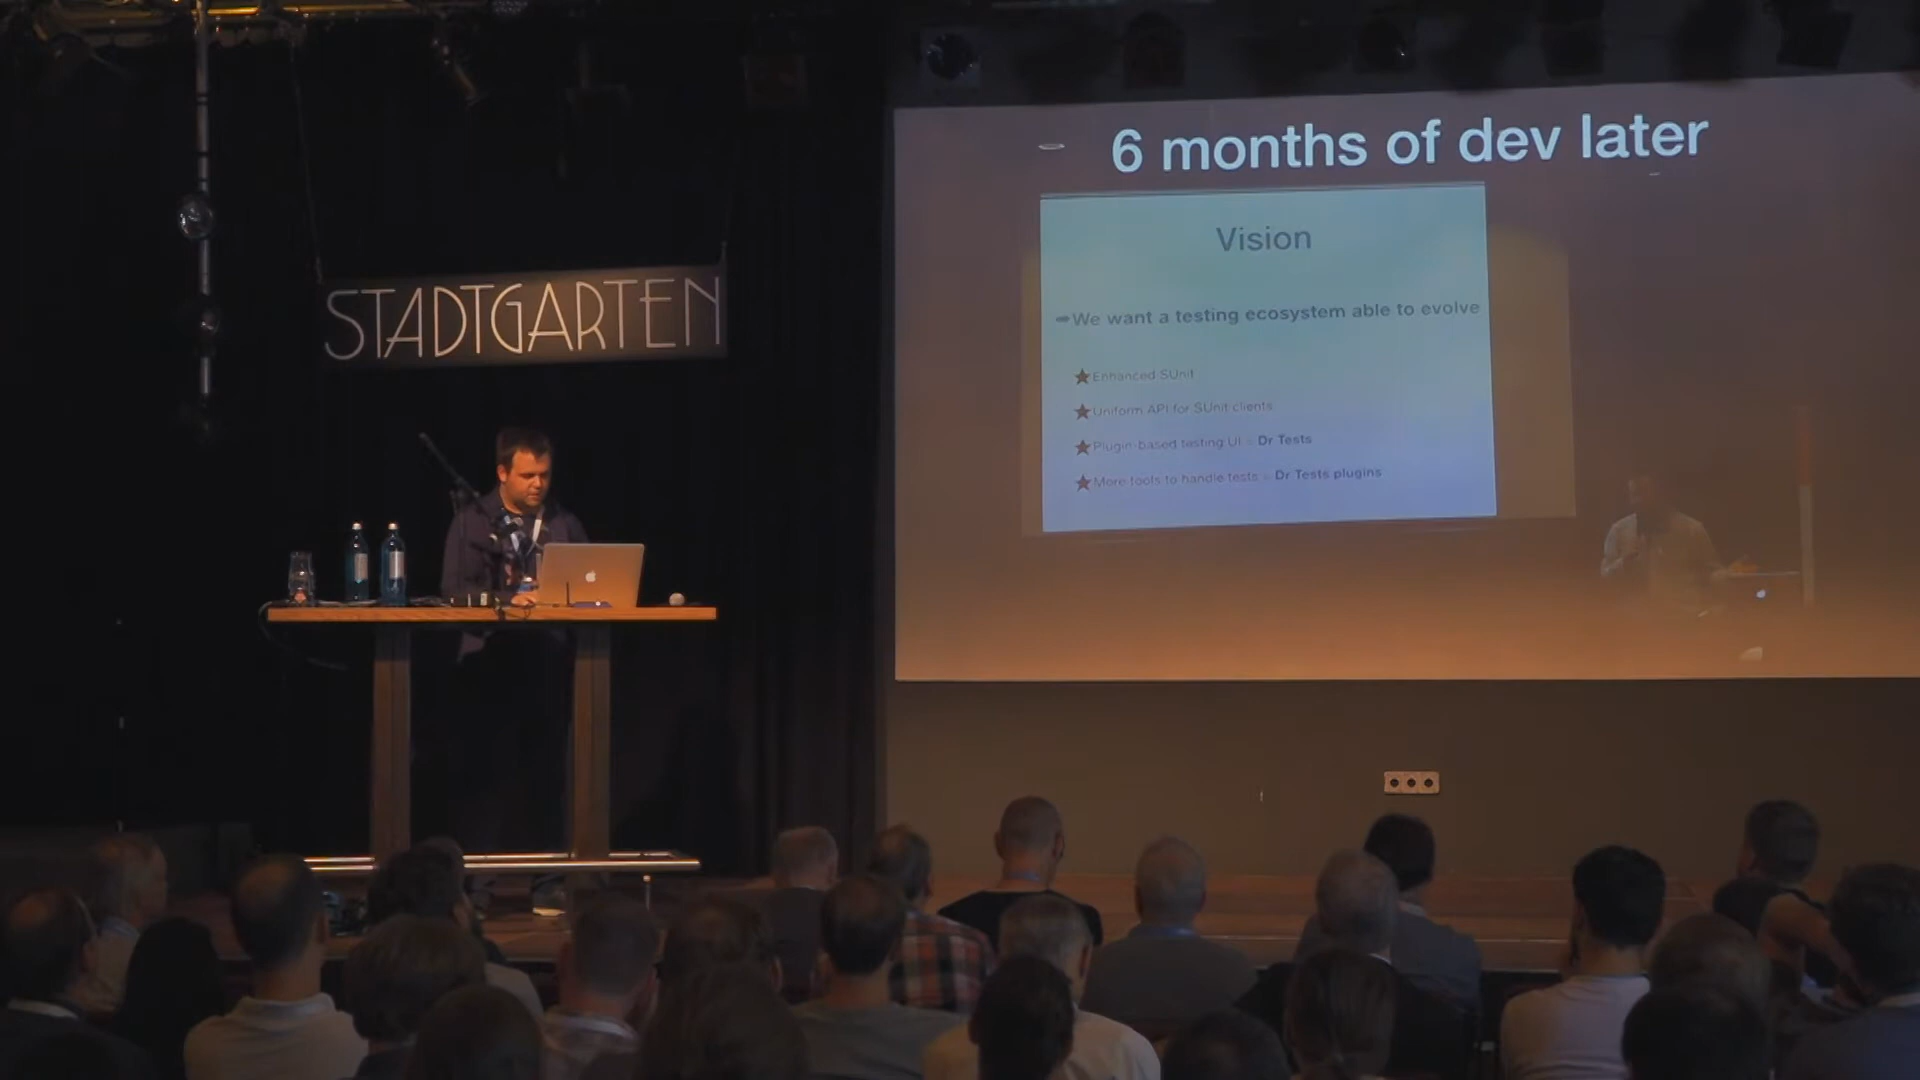 STADTGARTEN
6 months of dev later
Vision
➡We want a testing ecosystem able to evolve
★Enhanced SUnit
★Uniform API for SUnit clients
★Plugin-based testing UI - Dr Tests
★More tools to handle tests - Dr Tests plugins